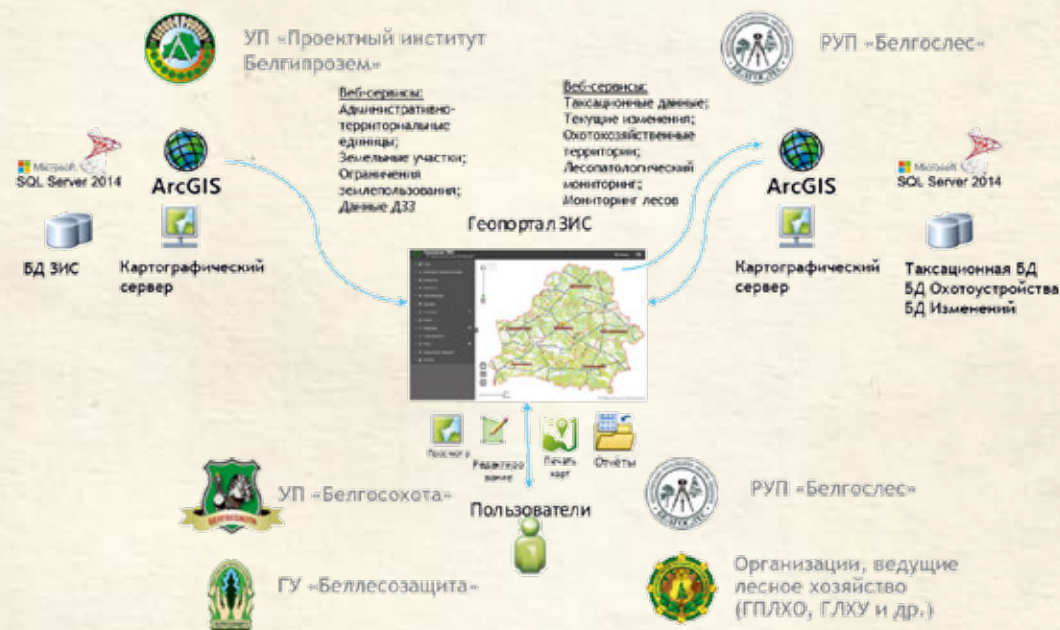 УП «Проектный институт
Белгипрозем»
РУП «Белгослес»
Веб-сервисы:
Административно-
территориальные
единицы;
Земельные участки;
Ограничения
землепользования;
Данные ДЗЗ
Веб-сервисы:
Таксационные данные;
Текущие изменения;
Охотохозяйственные
территории;
Лесопатологический
мониторинг;
Мониторинг лесов
Microsoft
SQL Server 2014
ArcGIS
БД ЗИС
Картографический
сервер
Геопортал ЗИС
ArcGIS
Microsoft
SQL Server 2014
Картографический
сервер
Таксационная БД
БД Охотоустройства
БД Изменений
Просмотр
Редактиро
вание
Печать
карт
Отчёты
УП «Белгосохота»
БЕЛГОСОХОТА
Пользователи
РУП «Белгослес»
ГУ «Беллесозащита»
Организации, ведущие
лесное хозяйство
(ГПЛХО, ГЛХУ и др.)